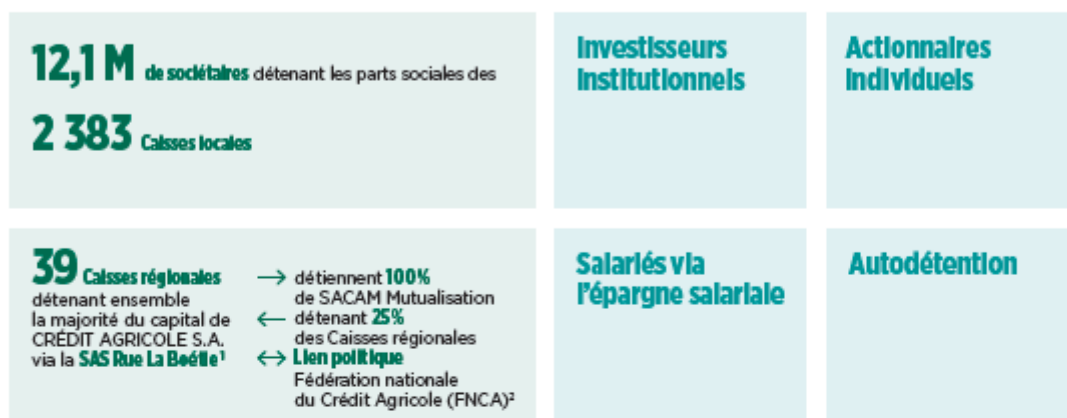 12,1 M de sociétaires détenant les parts sociales des
2 383 Caisses locales
Investisseurs
institutionnels
Actionnaires
individuels
39 Caisses régionales
détenant ensemble
la majorité du capital de
CRÉDIT AGRICOLE S.A.
via la SAS Rue La Boétie¹
→ détiennent 100%
de SACAM Mutualisation
← détenant 25%
des Caisses régionales
↔ Lien politique
Fédération nationale
du Crédit Agricole (FNCA)²
Salariés via
l'épargne salariale
Autodétention